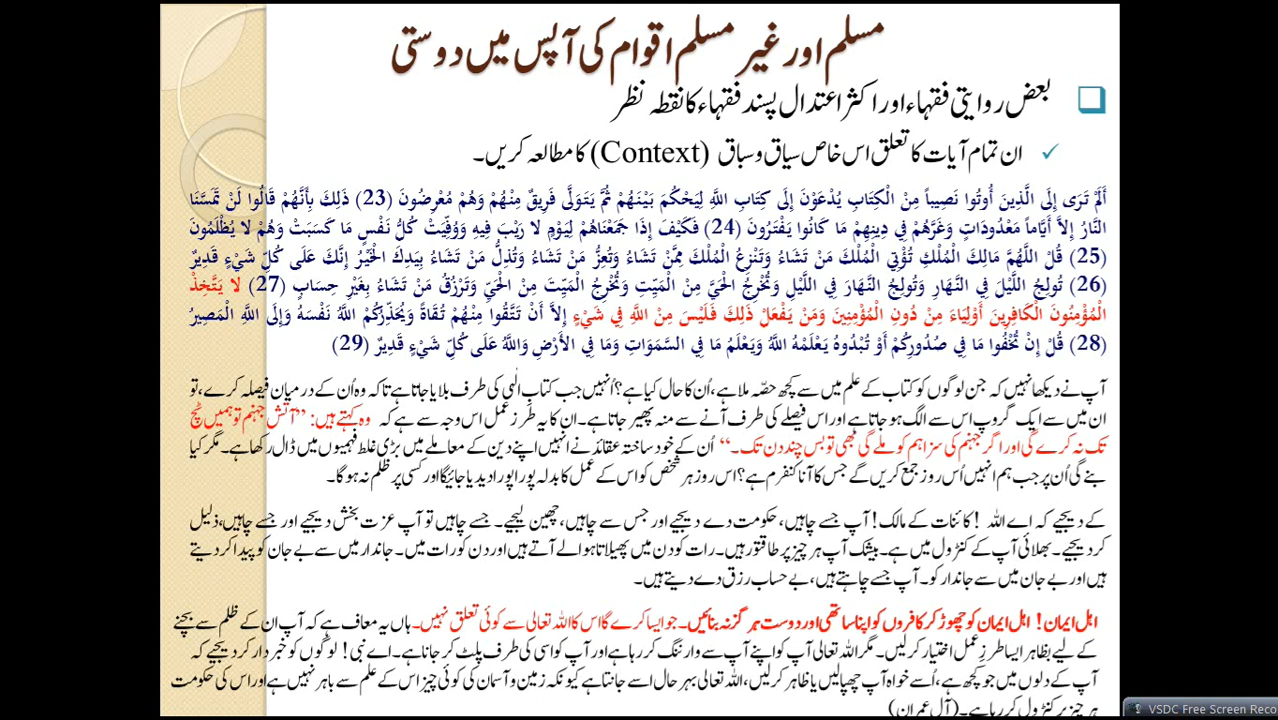 مسلم اور غیر مسلم اقوام کی آپس میں دوستی
بعض روایتی فقہاء اور اکثر اعتدال پسند فقہاء کا نقطہ نظر
ان تمام آیات کا تعلق اس خاص سیاق و سباق (Context) کا مطالعہ کریں۔
أَلَمْ تَرَى إِلَى الَّذِينَ أُوتُوا نَصِيباً مِنْ الْكِتَابِ يُدْعَوْنَ إِلَى كِتَابِ اللَّهِ لِيَحْكُمَ بَيْنَهُمْ ثُمَّ يَتَوَلَّى فَرِيقٌ مِنْهُمْ وَهُمْ مُعْرِضُونَ (23) ذَلِكَ بِأَنَّهُمْ قَالُوا لَنْ تَمَسَّنَا
النَّارُ إِلاَّ أَيَّاماً مَعْدُودَاتٍ وَغَرَّهُمْ فِي دِينِهِمْ مَا كَانُوا يَفْتَرُونَ (24) فَكَيْفَ إِذَا جَمَعْنَاهُمْ لِيَوْمٍ لا رَيْبَ فِيهِ وَوُفِّيَتْ كُلُّ نَفْسٍ مَا كَسَبَتْ وَهُمْ لا يُظْلَمُونَ
(25) قُلْ اللَّهُمَّ مَالِكَ الْمُلْكِ تُؤْتِي الْمُلْكَ مَنْ تَشَاءُ وَتَنْزِعُ الْمُلْكَ مِمَّنْ تَشَاءُ وَتُعِزُّ مَنْ تَشَاءُ وَتُذِلُّ مَنْ تَشَاءُ بِيَدِكَ الْخَيْرُ إِنَّكَ عَلَى كُلِّ شَيْءٍ قَدِيرٌ
(26) تُولِجُ اللَّيْلَ فِي النَّهَارِ وَتُولِجُ النَّهَارَ فِي اللَّيْلِ وَتُخْرِجُ الْحَيَّ مِنْ الْمَيِّتِ وَتُخْرِجُ الْمَيِّتَ مِنْ الْحَيِّ وَتَرْزُقُ مَنْ تَشَاءُ بِغَيْرِ حِسَابٍ (27) لا يَتَّخِذْ
الْمُؤْمِنُونَ الْكَافِرِينَ أَوْلِيَاءَ مِنْ دُونِ الْمُؤْمِنِينَ وَمَنْ يَفْعَلْ ذَلِكَ فَلَيْسَ مِنْ اللَّهِ فِي شَيْءٍ إِلاَّ أَنْ تَتَّقُوا مِنْهُمْ تُقَاةً وَيُحَذِّرُكُمْ اللَّهُ نَفْسَهُ وَإِلَى اللَّهِ الْمَصِيرُ
(28) قُلْ إِنْ تُخْفُوا مَا فِي صُدُورِكُمْ أَوْ تُبْدُوهُ يَعْلَمْهُ اللَّهُ وَيَعْلَمُ مَا فِي السَّمَوَاتِ وَمَا فِي الأَرْضِ وَاللَّهُ عَلَى كُلِّ شَيْءٍ قَدِيرٌ (29)
آپ نے دیکھا نہیں کہ جن لوگوں کو کتاب کے علم میں سے کچھ حصّہ ملا ہے، اُن کا حال کیا ہے؟ اُنہیں جب کتاب الٰہی کی طرف بلایا جاتا ہے تاکہ وہ اُن کے درمیان فیصلہ کرے، تو
ان میں سے ایک گروپ اس سے الگ ہو جاتا ہے اور اس فیصلے کی طرف آنے سے منہ پھیر جاتا ہے۔ ان کا یہ طرز عمل اس وجہ سے ہے کہ وہ کہتے ہیں: ”آتش جہنم تو ہمیں ٹچ
تک نہ کرے گی اور اگر جہنم کی سزا ہم کو ملے گی بھی تو بس چند دن تک۔“ اُن کے خود ساختہ عقائد نے انہیں اپنے دین کے معاملے میں بڑی غلط فہمیوں میں ڈال رکھا ہے۔ مگر کیا
بنے گی اُن پر جب ہم انہیں اُس روز جمع کریں گے جس کا آنا کنفرم ہے؟ اس روز ہر شخص کو اس کے عمل کا بدلہ پورا پورا دیا جائیگا اور کسی پر ظلم نہ ہوگا۔
کہ دیجیے کہ اے اللہ ! کائنات کے مالک! آپ جسے چاہیں، حکومت دے دیجیے اور جس سے چاہیں، چھین لیجیے۔ جسے چاہیں تو آپ عزت بخش دیجیے اور جسے چاہیں، ذلیل
کر دیجیے۔ بھلائی آپ کے کنٹرول میں ہے۔ بیشک آپ ہر چیز پر طاقتور ہیں۔ رات کو دن میں پھیلاتا ہوا لے آتے ہیں اور دن کو رات میں۔ جاندار میں سے بے جان کو پیدا کر دیتے
ہیں اور بے جان میں سے جاندار کو۔ آپ جسے چاہتے ہیں، بے حساب رزق دے دیتے ہیں۔
اہل ایمان! اہل ایمان کو چھوڑ کر کافروں کو اپنا ساتھی اور دوست ہرگز نہ بنائیں۔ جو ایسا کرے گا اس کا اللہ تعالی سے کوئی تعلق نہیں۔ ہاں یہ معاف ہے کہ آپ ان کے ظلم سے بچنے
کے لیے بظاہر ایسا طرز عمل اختیار کر لیں۔ مگر اللہ تعالی آپ کو اپنے آپ سے وارننگ کر رہا ہے اور آپ کو اسی کی طرف پلٹ کر جانا ہے۔ اے نبی! لوگوں کو خبردار کر دیجیے کہ
آپ کے دلوں میں جو کچھ ہے، اُسے خواہ آپ چھپالیں یا ظاہر کر لیں، اللہ تعالی بہر حال اسے جانتا ہے کیونکہ زمین و آسمان کی کوئی چیز اس کے علم سے باہر نہیں ہے اور اس کی حکومت
ہر چیز پر کنٹرول کر رہا ہے۔ (آل عمران)
VSDC Free Screen Reco